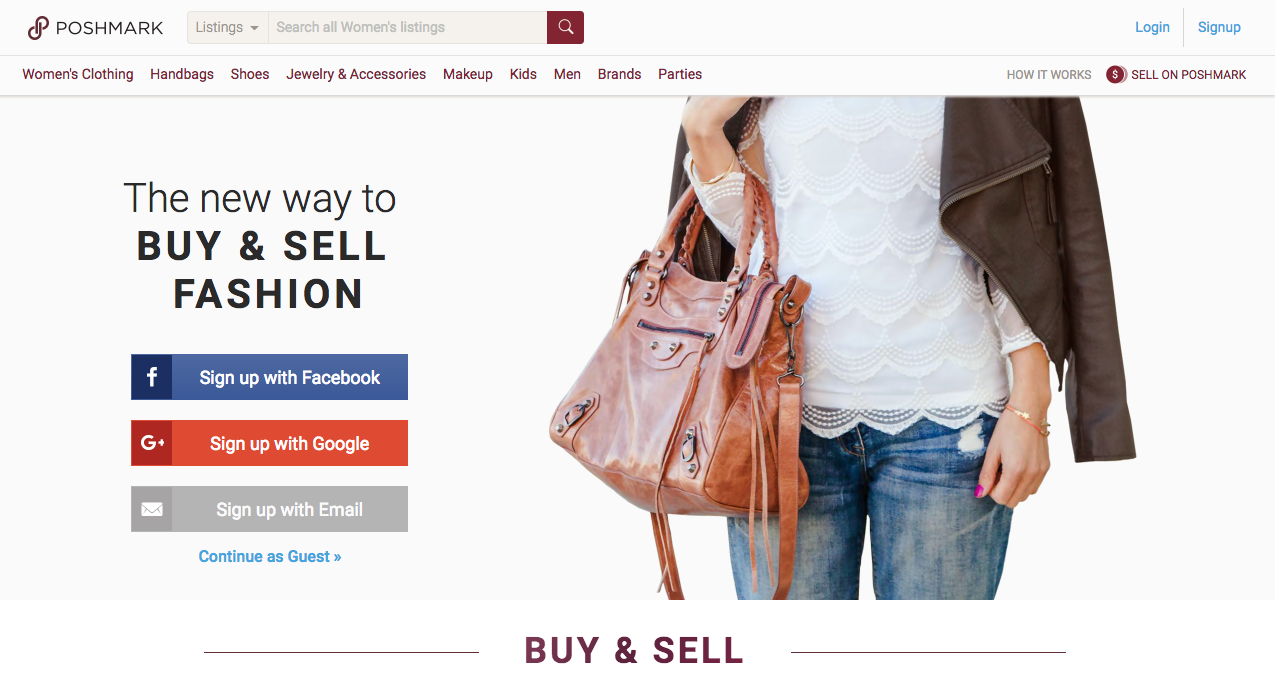 POSHMARK
Listings
Search all Women's listings
Login
Signup
Women's Clothing
Handbags
Shoes
Jewelry & Accessories
Makeup
Kids
Men
Brands
Parties
HOW IT WORKS
$
SELL ON POSHMARK
The new way to
BUY & SELL
FASHION
f
Sign up with Facebook
G+
Sign up with Google
Sign up with Email
Continue as Guest »
BUY & SELL